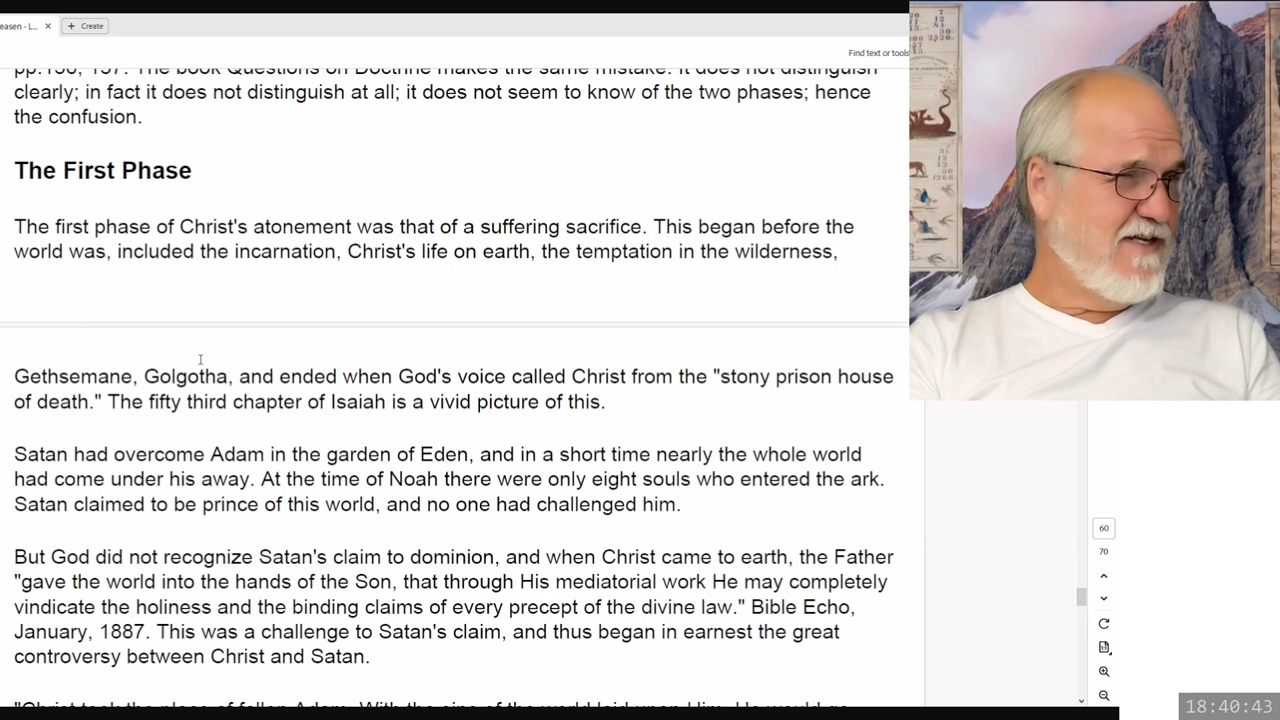 easen - L...
Create
Find text or tools
clearly; in fact it does not distinguish at all; it does not seem to know of the two phases; hence
the confusion.
The First Phase
The first phase of Christ's atonement was that of a suffering sacrifice. This began before the
world was, included the incarnation, Christ's life on earth, the temptation in the wilderness,
Gethsemane, Golgotha, and ended when God's voice called Christ from the "stony prison house
of death." The fifty third chapter of Isaiah is a vivid picture of this.
Satan had overcome Adam in the garden of Eden, and in a short time nearly the whole world
had come under his away. At the time of Noah there were only eight souls who entered the ark.
Satan claimed to be prince of this world, and no one had challenged him.
But God did not recognize Satan's claim to dominion, and when Christ came to earth, the Father
"gave the world into the hands of the Son, that through His mediatorial work He may completely
vindicate the holiness and the binding claims of every precept of the divine law." Bible Echo,
January, 1887. This was a challenge to Satan's claim, and thus began in earnest the great
controversy between Christ and Satan.
60
70
18:40:43